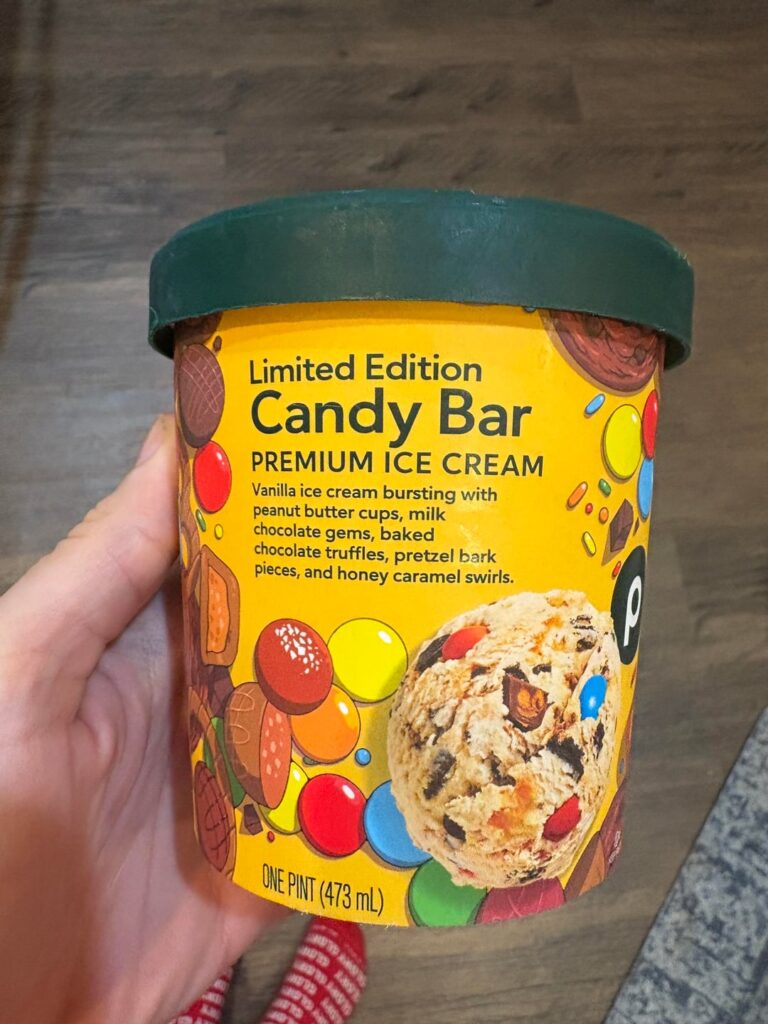 Limited Edition
Candy Bar
PREMIUM ICE CREAM
Vanilla ice cream bursting with
peanut butter cups, milk
chocolate gems, baked
chocolate truffles, pretzel bark
pieces, and honey caramel swirls.
p
ONE PINT (473 mL)